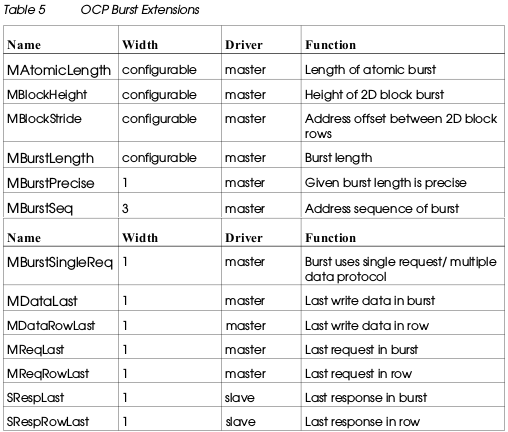 Table 5 OCP Burst Extensions
Name Width Driver Function
MAtomicLength configurable master Length of atomic burst
MBlockHeight configurable master Height of 2D block burst
MBlockStride configurable master Address offset between 2D block
rows
MBurstLength configurable master Burst length
MBurstPrecise 1 master Given burst length is precise
MBurstSeq 3 master Address sequence of burst
Name Width Driver Function
MBurstSingleReq 1 master Burst uses single request/ multiple
data protocol
MDataLast 1 master Last write data in burst
MDataRowLast 1 master Last write data in row
MReqLast 1 master Last request in burst
MReqRowLast 1 master Last request in row
SRespLast 1 slave Last response in burst
SRespRowLast 1 slave Last response in row